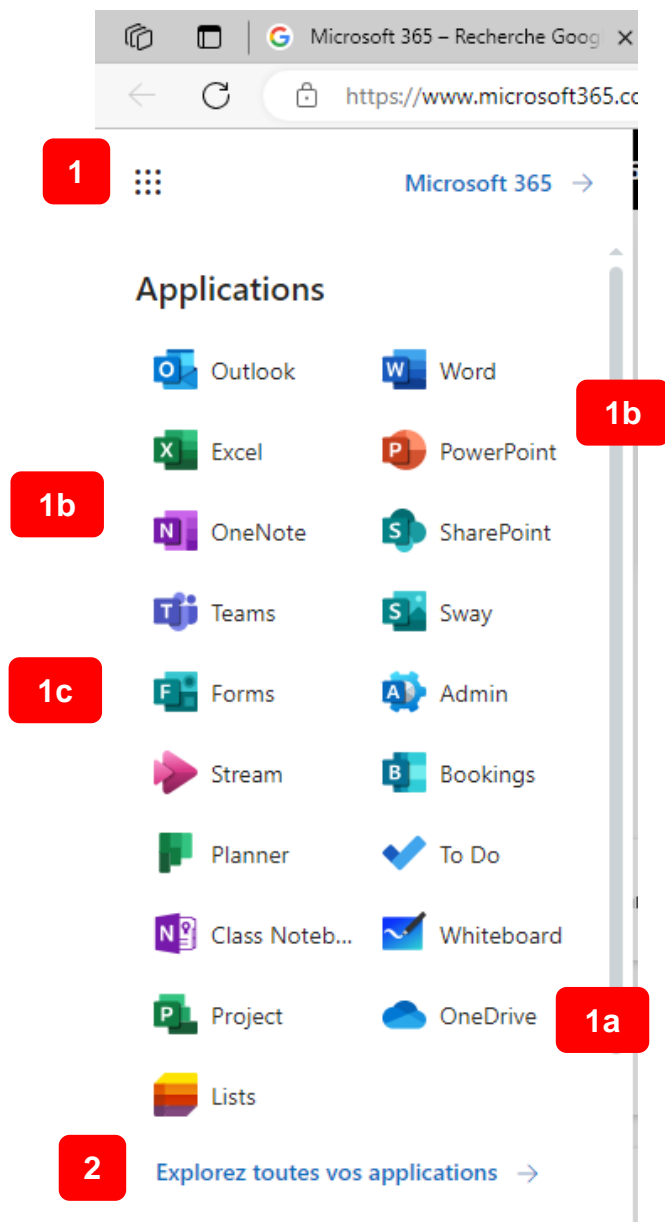 Microsoft 365 – Recherche Goog
https://www.microsoft365.co
1
Microsoft 365 →
Applications
Outlook
Word
1b
Excel
PowerPoint
1b
OneNote
SharePoint
Teams
Sway
1c
Forms
Admin
Stream
Bookings
Planner
To Do
Class Noteb...
Whiteboard
Project
OneDrive
1a
Lists
2
Explorez toutes vos applications →